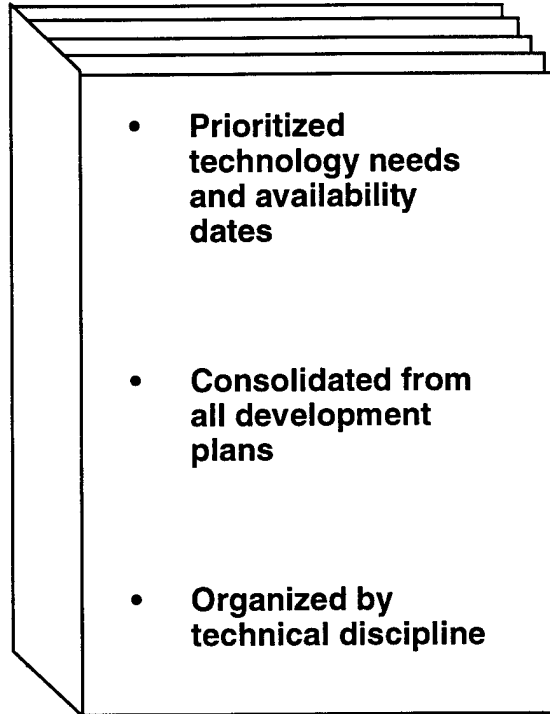 • Prioritized
technology needs
and availability
dates
• Consolidated from
all development
plans
• Organized by
technical discipline